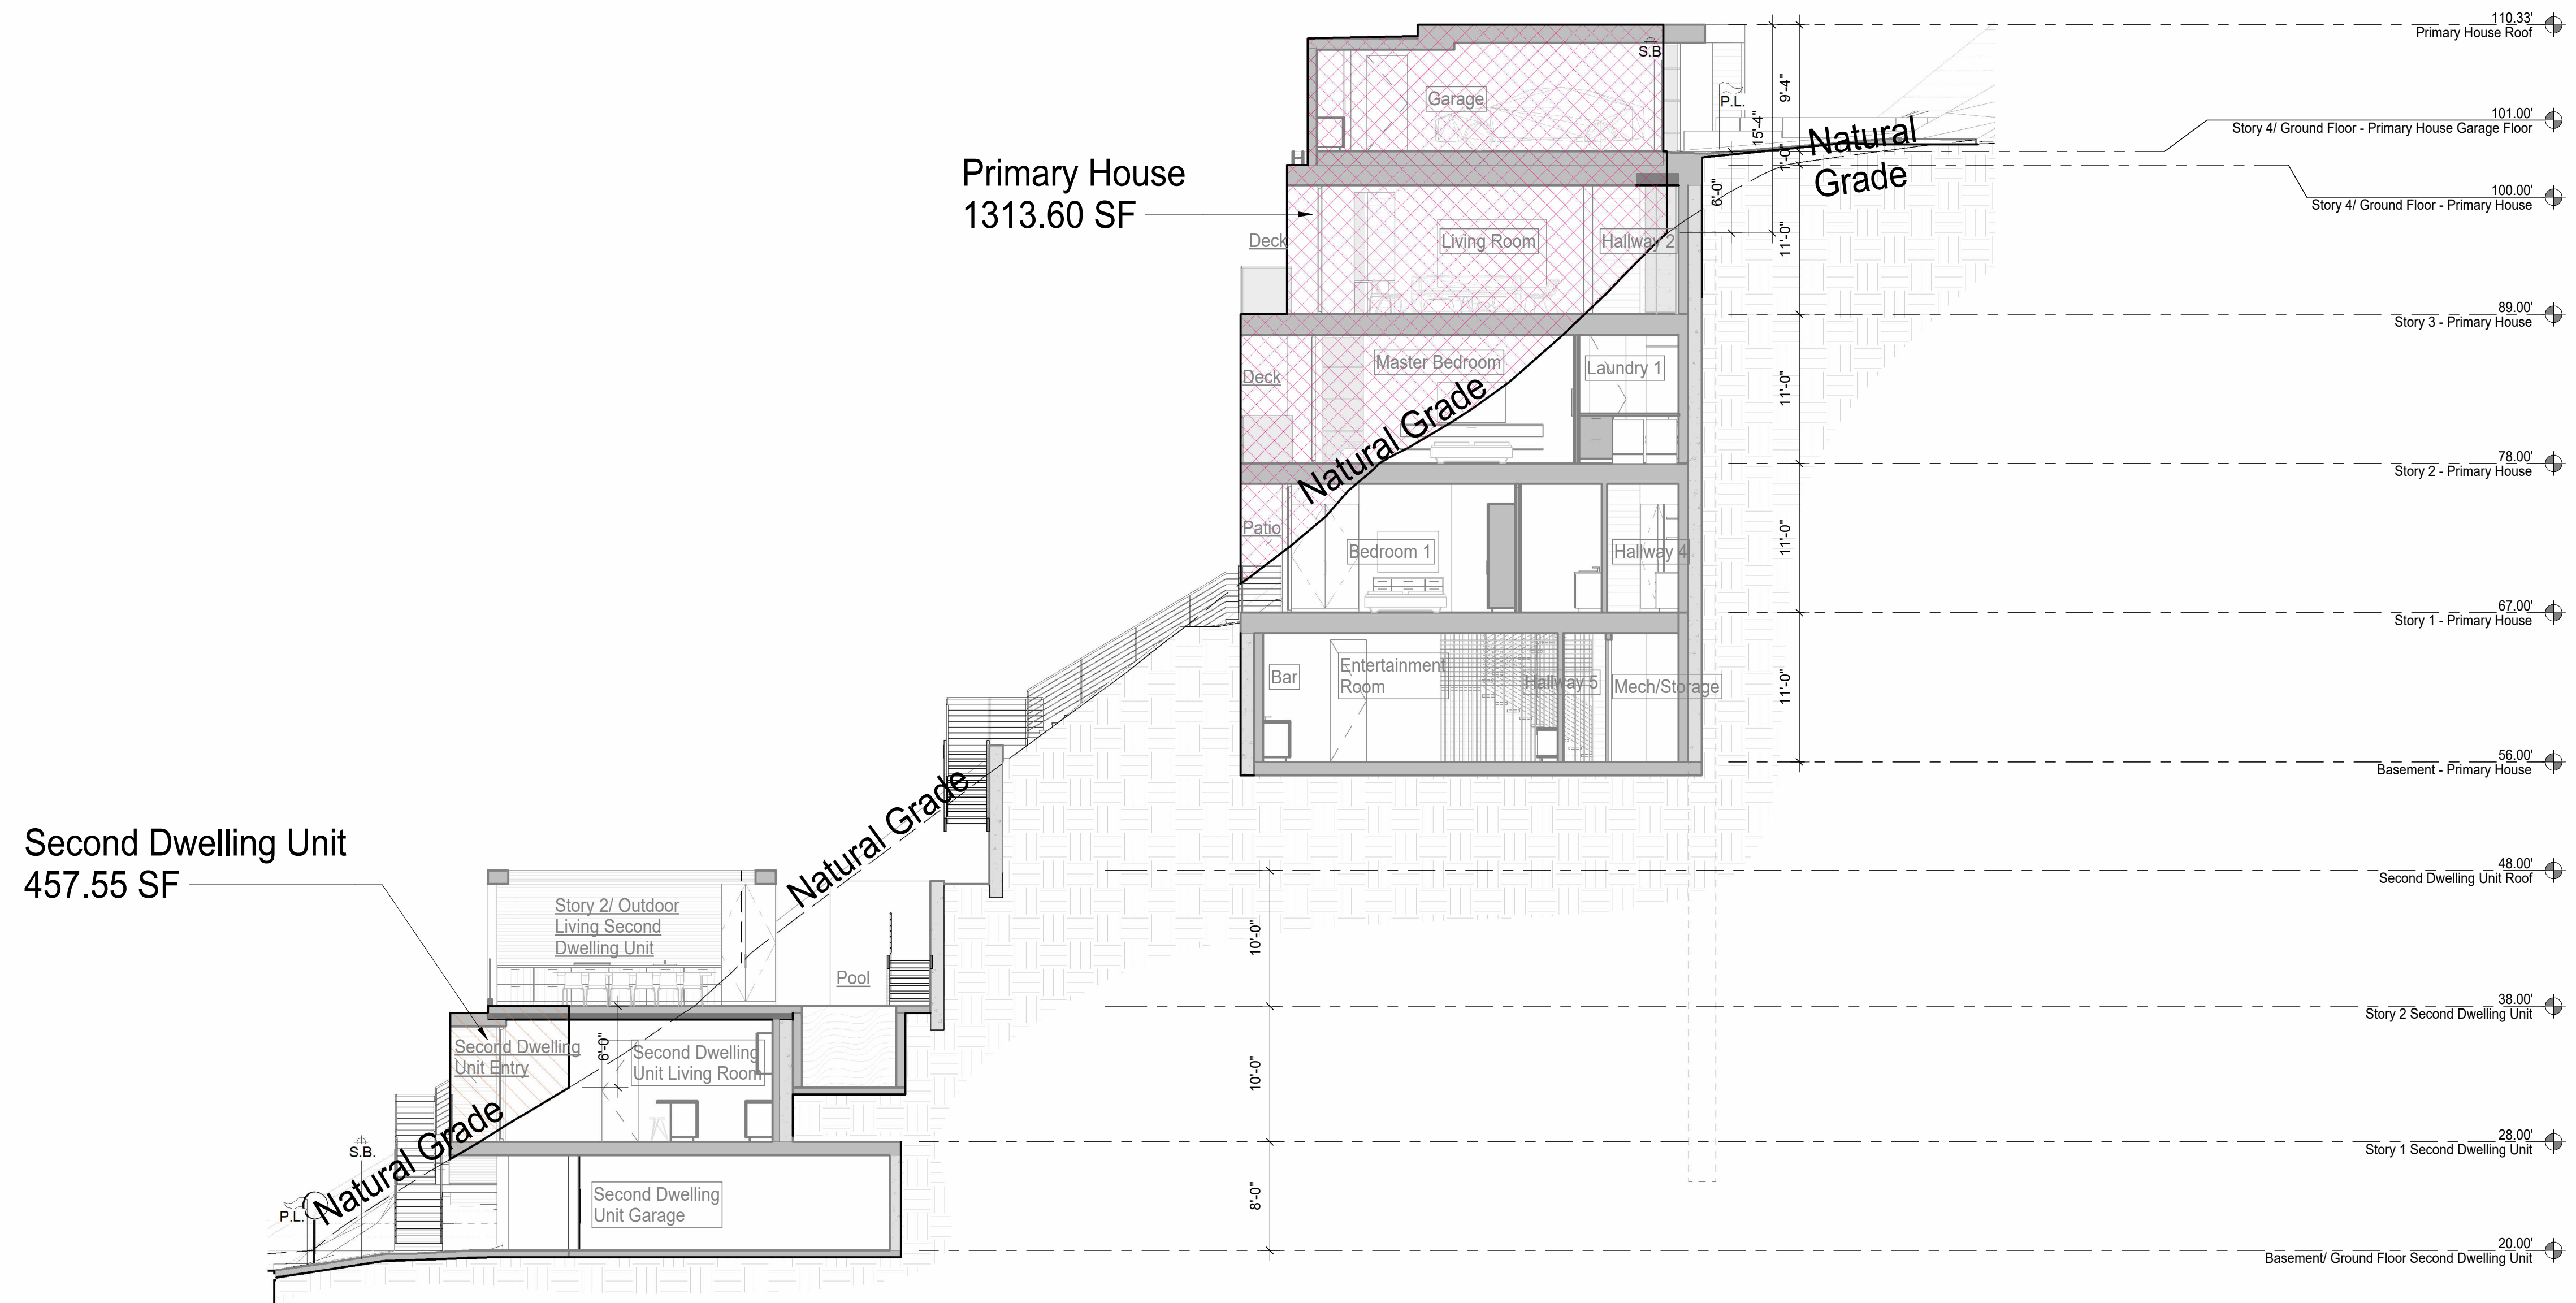 110.33'
Primary House Roof
S.B
9'-4"
Garage
P.L.
15'-4"
101.00'
Story 4/ Ground Floor - Primary House Garage Floor
Natural
Grade
Primary House
1313.60 SF
1'-0"
6'-0"
100.00'
Story 4/ Ground Floor - Primary House
Deck
Living Room
Hallway 2
11'-0"
89.00'
Story 3 - Primary House
Deck
Master Bedroom
Laundry 1
11'-0"
Natural Grade
78.00'
Story 2 - Primary House
Patio
Bedroom 1
Hallway 4
11'-0"
67.00'
Story 1 - Primary House
Bar
Entertainment
Room
Hallway 5
Mech/Storage
11'-0"
56.00'
Basement - Primary House
Natural Grade
Second Dwelling Unit
457.55 SF
48.00'
Second Dwelling Unit Roof
Story 2/ Outdoor
Living Second
Dwelling Unit
Pool
10'-0"
38.00'
Story 2 Second Dwelling Unit
Second Dwelling
Unit Entry
6'-0"
Second Dwelling
Unit Living Room
10'-0"
Natural Grade
28.00'
Story 1 Second Dwelling Unit
S.B.
P.L.
Second Dwelling
Unit Garage
8'-0"
20.00'
Basement/ Ground Floor Second Dwelling Unit